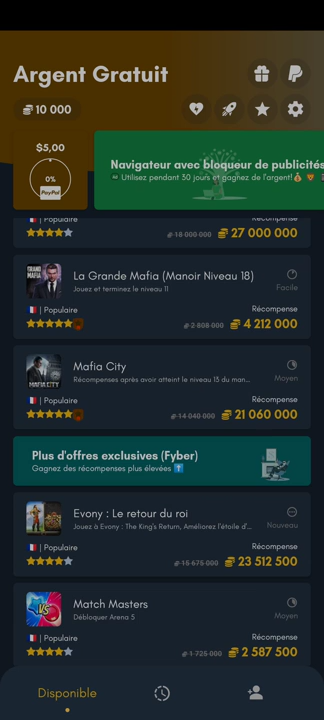 Argent Gratuit
10 000
$5,00
0%
PayPal
Navigateur avec bloqueur de publicités
Utilisez pendant 30 jours et gagnez de l'argent!
| Populaire
Récompense
18 000 000 27 000 000
La Grande Mafia (Manoir Niveau 18)
Jouez et terminez le niveau 11
Facile
| Populaire
Récompense
2 808 000 4 212 000
MAFIA CITY
Mafia City
Récompenses après avoir atteint le niveau 13 du man...
Moyen
| Populaire
Récompense
14 040 000 21 060 000
Plus d'offres exclusives (Fyber)
Gagnez des récompenses plus élevées
Evony : Le retour du roi
Jouez à Evony : The King's Return, Améliorez l'étoile d'...
Nouveau
| Populaire
Récompense
15 675 000 23 512 500
VS
Match Masters
Débloquer Arena 5
Moyen
| Populaire
Récompense
1 725 000 2 587 500
Disponible